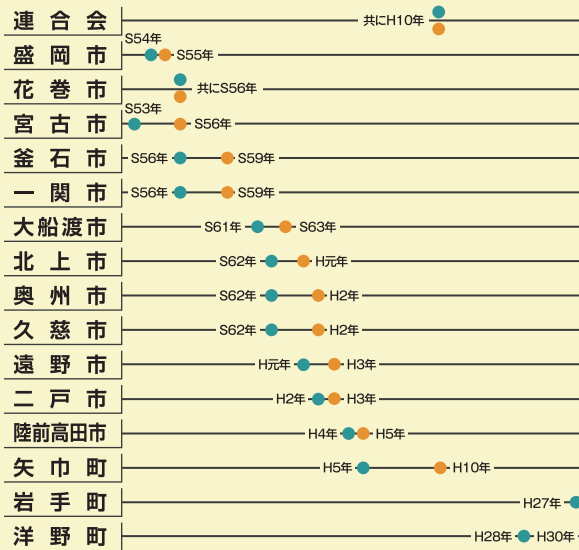 連合会 共にH10年
盛岡市 S54年 S55年
花巻市 共にS56年
宮古市 S53年 S56年
釜石市 S56年 S59年
一関市 S56年 S59年
大船渡市 S61年 S63年
北上市 S62年 H元年
奥州市 S62年 H2年
久慈市 S62年 H2年
遠野市 H元年 H3年
二戸市 H2年 H3年
陸前高田市 H4年 H5年
矢巾町 H5年 H10年
岩手町 H27年
洋野町 H28年 H30年